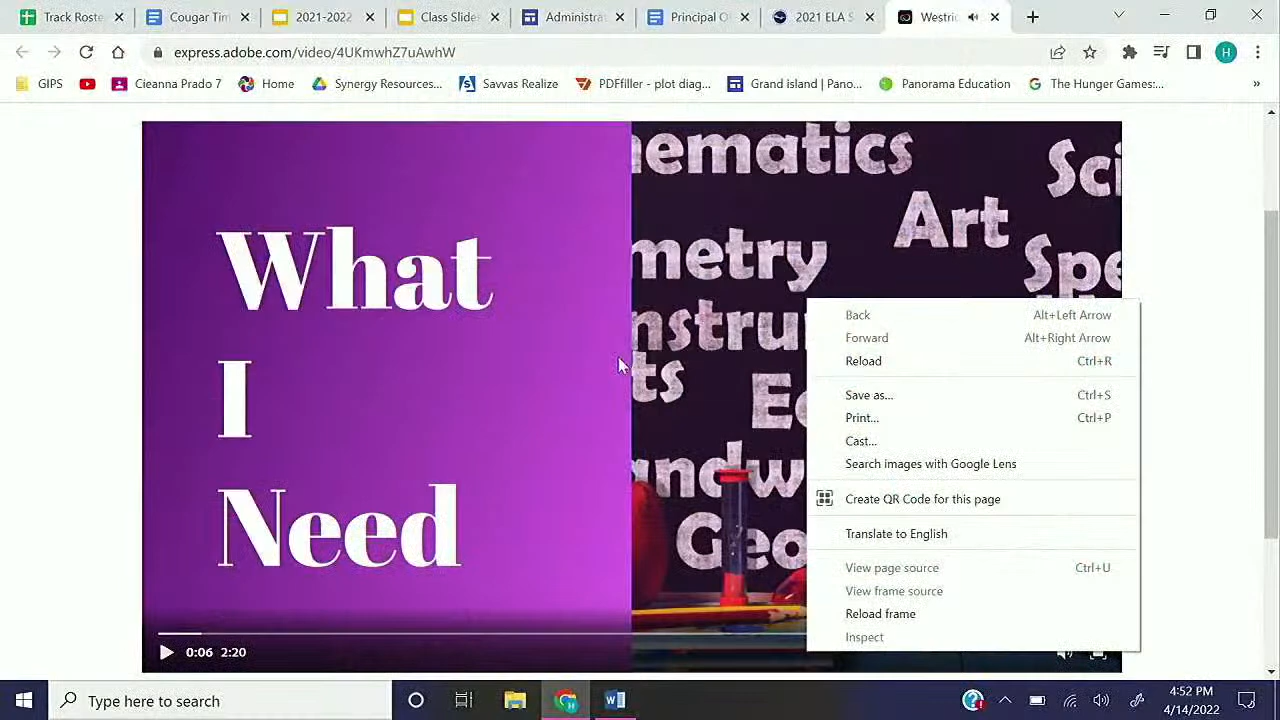 Track Roste
Cougar Tim
2021-2022
Class Slide
Administra
Principal O
2021 ELA
Westri
express.adobe.com/video/4UKmwhZ7uAwhW
H
GIPS
Cieanna Prado 7
Home
Synergy Resources...
Savvas Realize
PDFfiller - plot diag...
Grand island | Pano...
Panorama Education
The Hunger Games:...
»
What
I
Need
ematics
Sci
Art
metry
Spe
nstru
ts
Ec
andw
Geo
Back Alt+Left Arrow
Forward Alt+Right Arrow
Reload Ctrl+R
Save as... Ctrl+S
Print... Ctrl+P
Cast...
Search images with Google Lens
Create QR Code for this page
Translate to English
View page source Ctrl+U
View frame source
Reload frame
Inspect
0:06 2:20
Type here to search
4:52 PM
4/14/2022